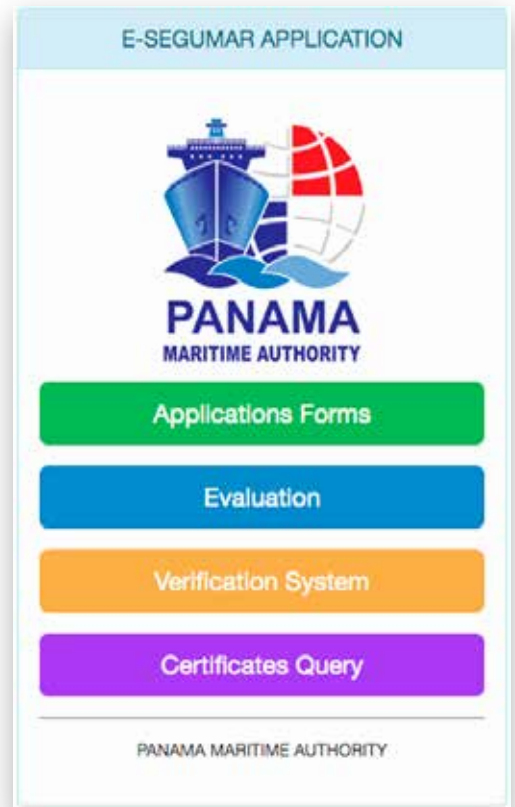 E-SEGUMAR APPLICATION
PANAMA
MARITIME AUTHORITY
Applications Forms
Evaluation
Verification System
Certificates Query
PANAMA MARITIME AUTHORITY